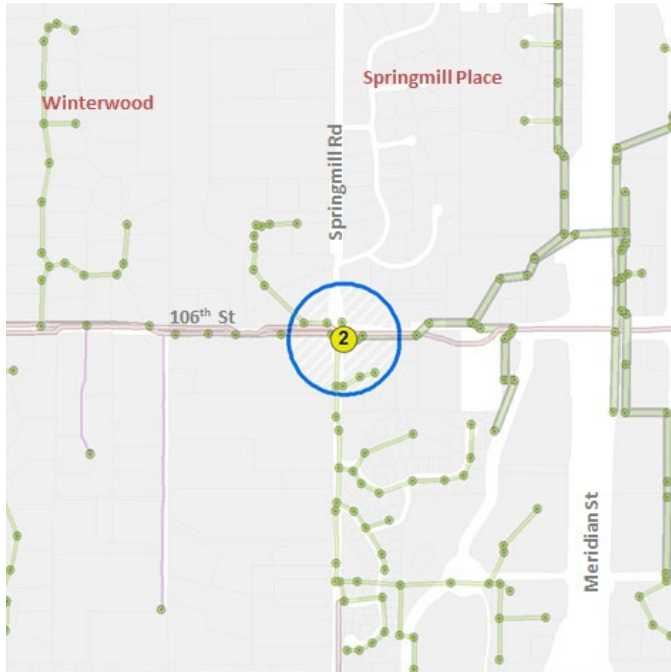 Springmill Place
Winterwood
Springmill Rd
106th St
2
Meridian St